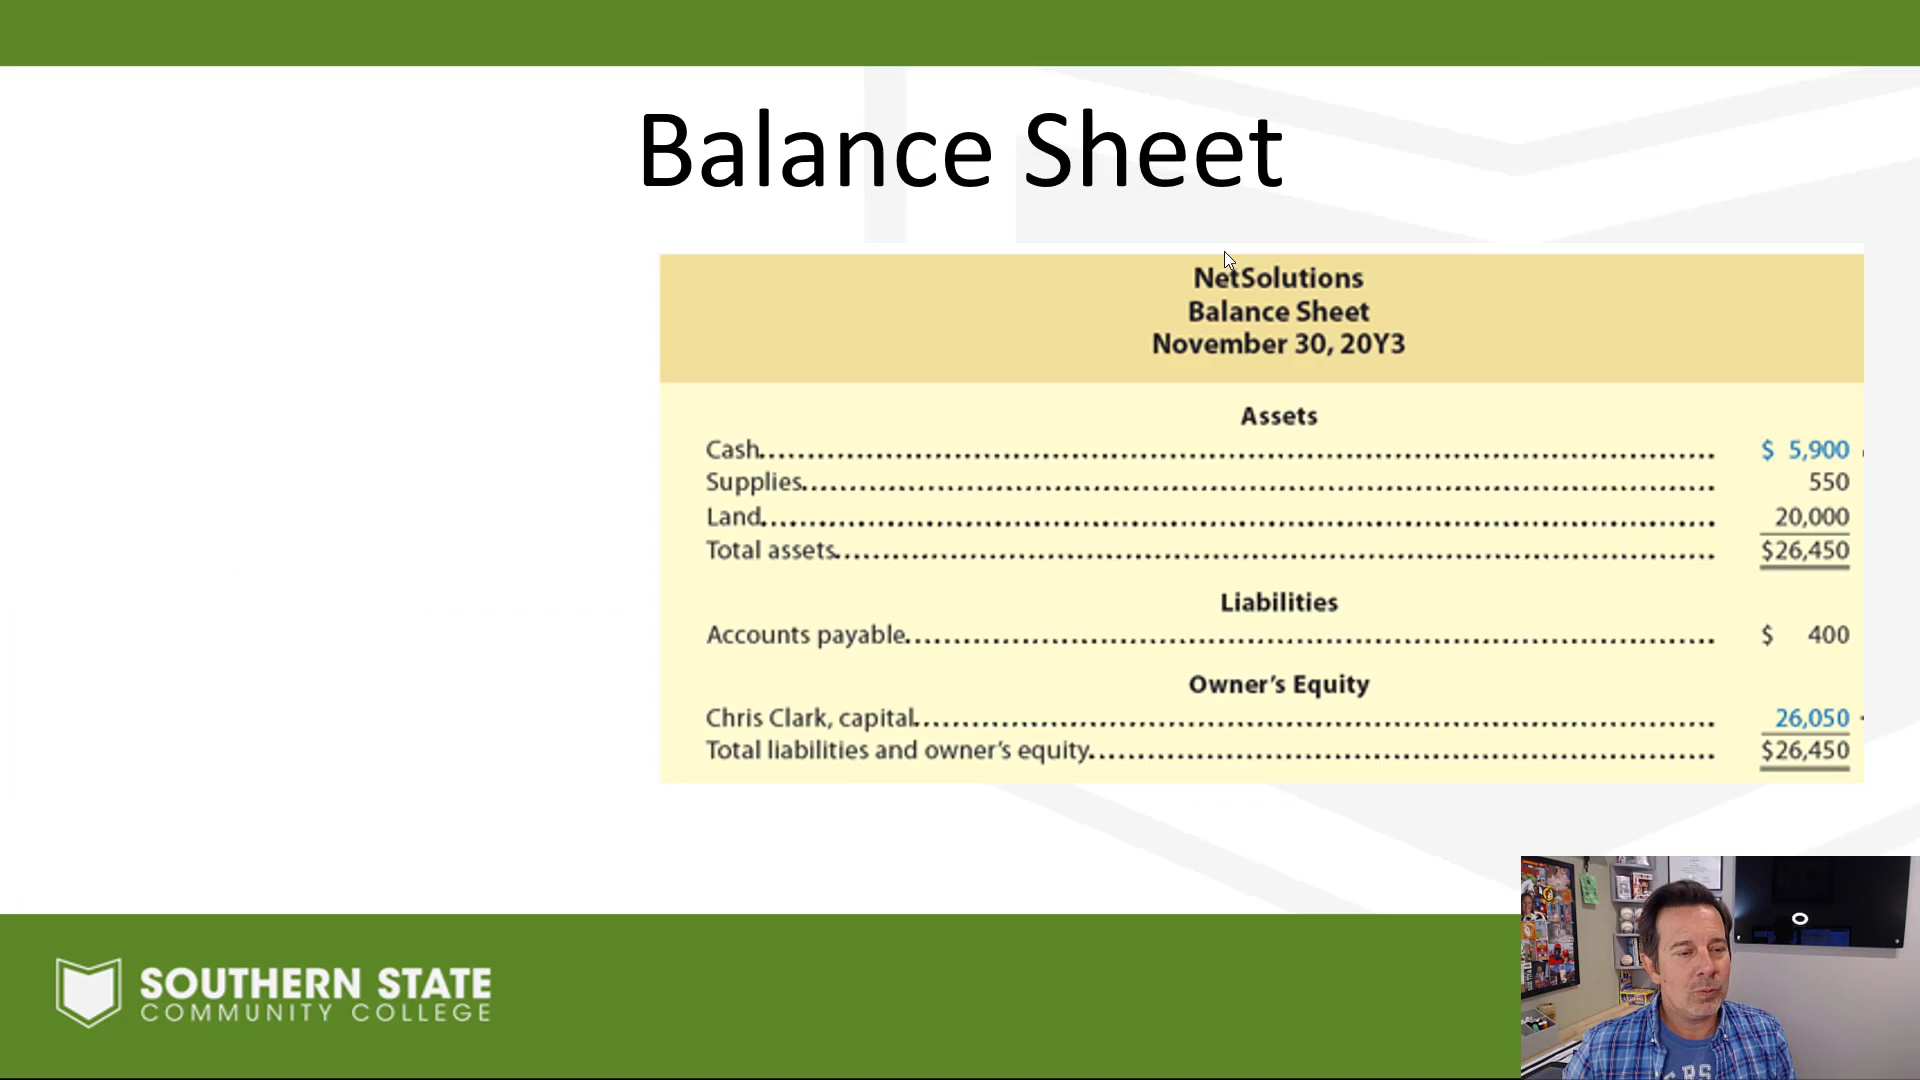 Balance Sheet
NetSolutions
Balance Sheet
November 30, 20Y3
Assets
Cash $ 5,900
Supplies 550
Land 20,000
Total assets $26,450
Liabilities
Accounts payable $ 400
Owner's Equity
Chris Clark, capital 26,050
Total liabilities and owner's equity $26,450
SOUTHERN STATE
COMMUNITY COLLEGE